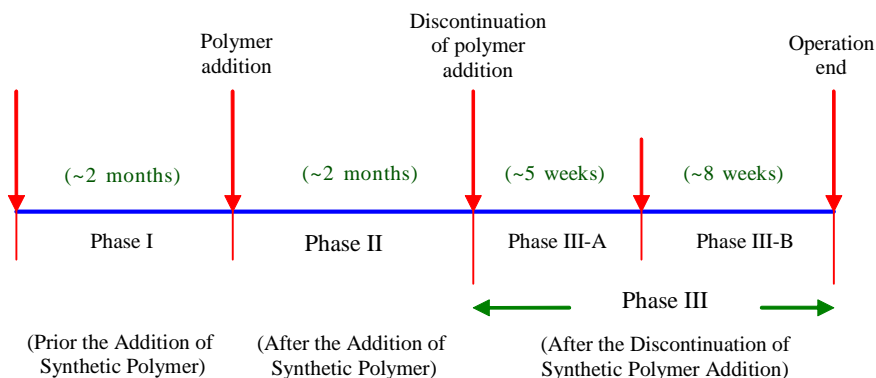 Polymer
addition
Discontinuation
of polymer
addition
Operation
end
(~2 months)
(~2 months)
(~5 weeks)
(~8 weeks)
Phase I
Phase II
Phase III-A
Phase III-B
Phase III
(Prior the Addition of
Synthetic Polymer)
(After the Addition of
Synthetic Polymer)
(After the Discontinuation of
Synthetic Polymer Addition)